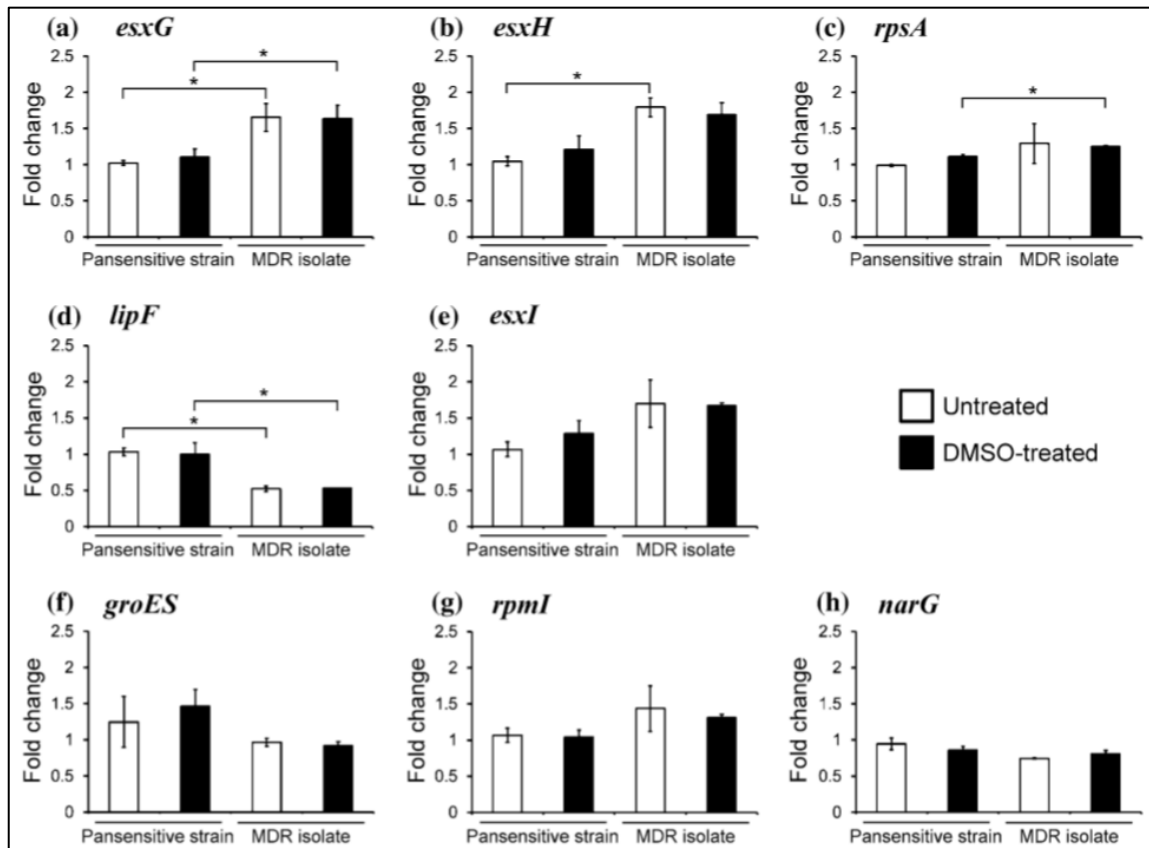 (a) esxG
(b) esxH
(c) rpsA
Fold change
2.5
2
1.5
1
0.5
0
*
*
Pansensitive strain MDR isolate
Fold change
2.5
2
1.5
1
0.5
0
*
Pansensitive strain MDR isolate
Fold change
2.5
2
1.5
1
0.5
0
*
Pansensitive strain MDR isolate
(d) lipF
(e) esxI
Fold change
2.5
2
1.5
1
0.5
0
*
*
Pansensitive strain MDR isolate
Fold change
2.5
2
1.5
1
0.5
0
Pansensitive strain MDR isolate
Untreated
DMSO-treated
(f) groES
(g) rpmI
(h) narG
Fold change
2.5
2
1.5
1
0.5
0
Pansensitive strain MDR isolate
Fold change
2.5
2
1.5
1
0.5
0
Pansensitive strain MDR isolate
Fold change
2.5
2
1.5
1
0.5
0
Pansensitive strain MDR isolate